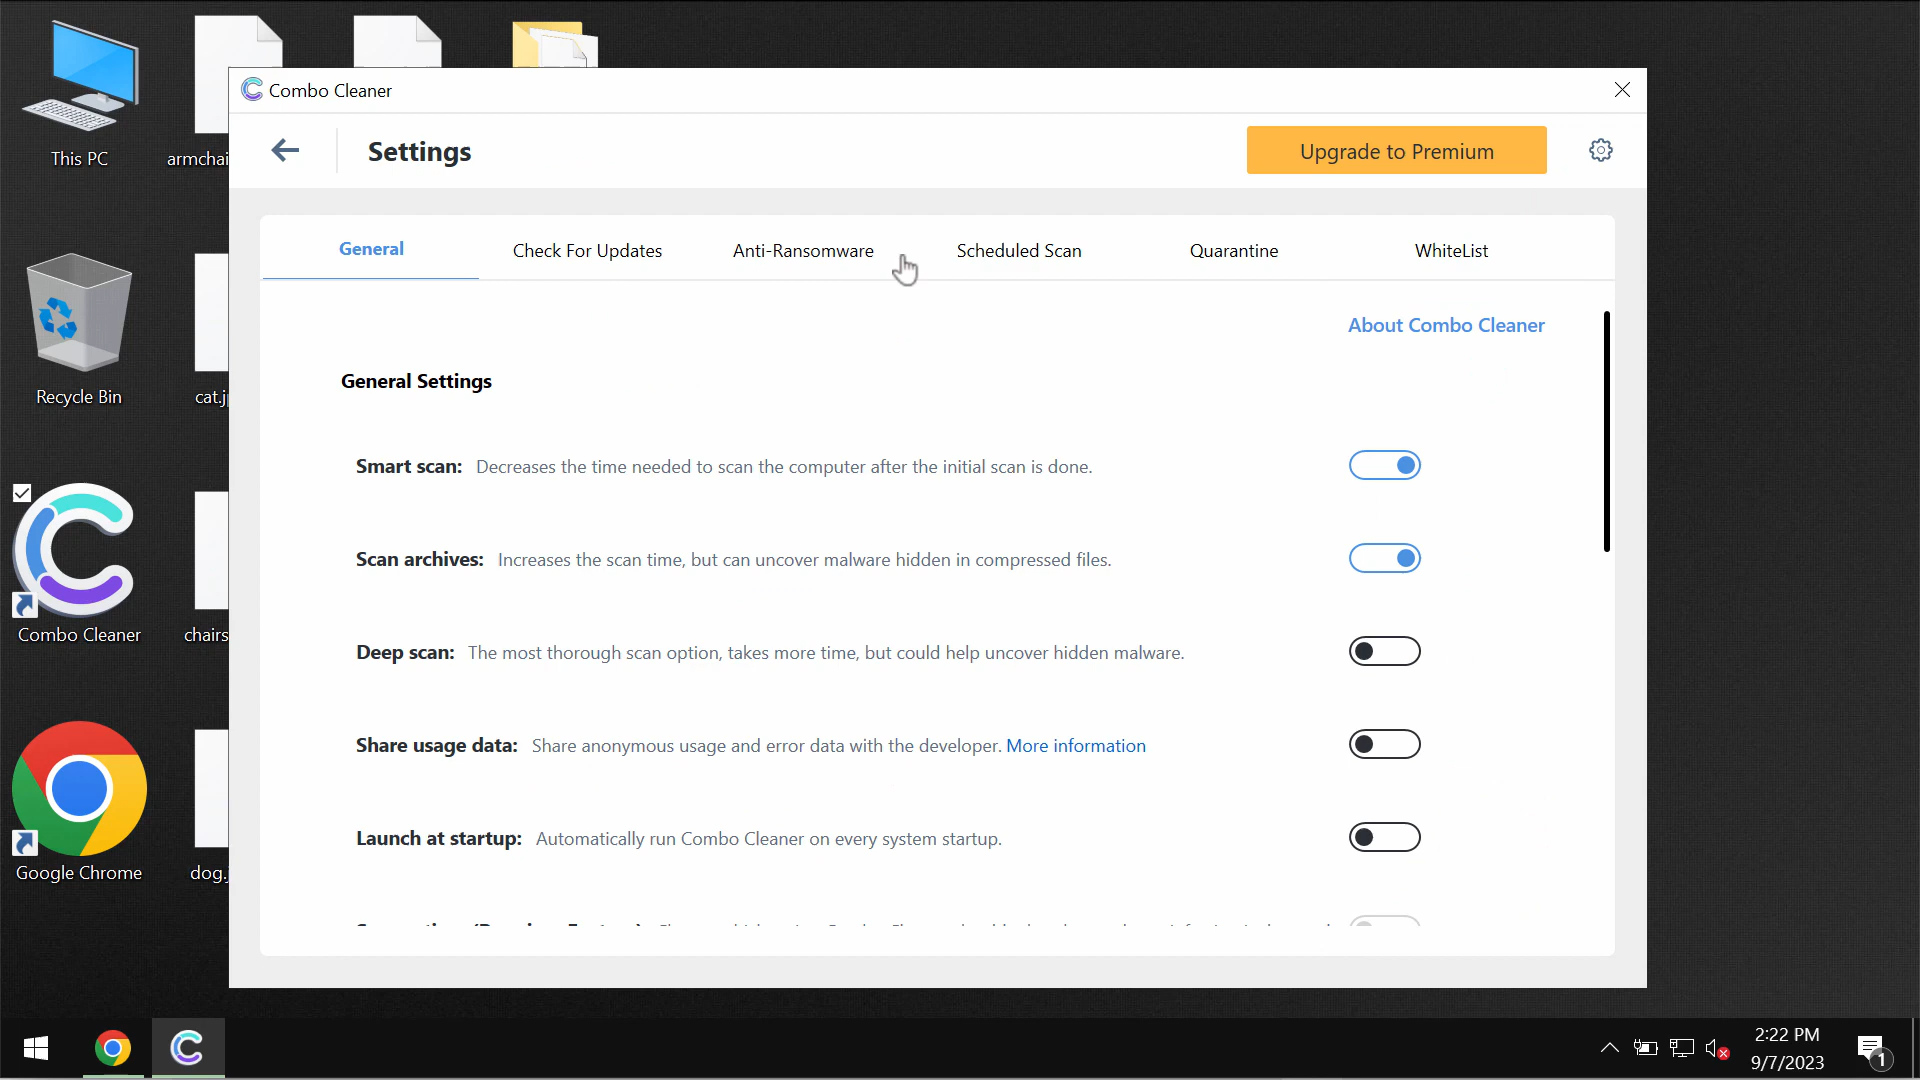 Combo Cleaner
Settings
Upgrade to Premium
General
Check For Updates
Anti-Ransomware
Scheduled Scan
Quarantine
WhiteList
About Combo Cleaner
General Settings
Smart scan: Decreases the time needed to scan the computer after the initial scan is done.
Scan archives: Increases the scan time, but can uncover malware hidden in compressed files.
Deep scan: The most thorough scan option, takes more time, but could help uncover hidden malware.
Share usage data: Share anonymous usage and error data with the developer. More information
Launch at startup: Automatically run Combo Cleaner on every system startup.
This PC
armchai
Recycle Bin
cat.j
Combo Cleaner
chairs
Google Chrome
dog.
2:22 PM
9/7/2023
1